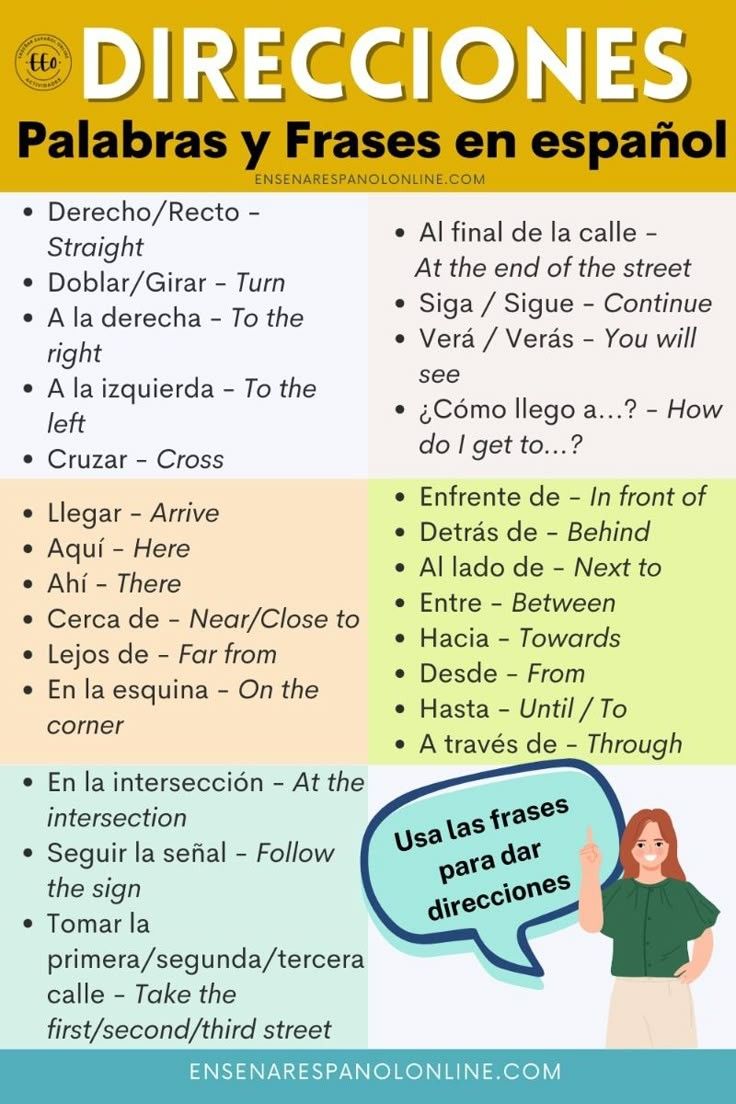 DIRECCIONES
Palabras y Frases en español
ENSENARESPANOLONLINE.COM
• Derecho/Recto –
Straight
• Doblar/Girar – Turn
• A la derecha – To the
right
• A la izquierda – To the
left
• Cruzar – Cross
• Al final de la calle –
At the end of the street
• Siga / Sigue – Continue
• Verá / Verás – You will
see
• ¿Cómo llego a...? – How
do I get to...?
• Llegar – Arrive
• Aquí – Here
• Ahí – There
• Cerca de – Near/Close to
• Lejos de – Far from
• En la esquina – On the
corner
• Enfrente de – In front of
• Detrás de – Behind
• Al lado de – Next to
• Entre – Between
• Hacia – Towards
• Desde – From
• Hasta – Until / To
• A través de – Through
• En la intersección – At the
intersection
• Seguir la señal – Follow
the sign
• Tomar la
primera/segunda/tercera
calle – Take the
first/second/third street
Usa las frases
para dar
direcciones
ENSENARESPANOLONLINE.COM